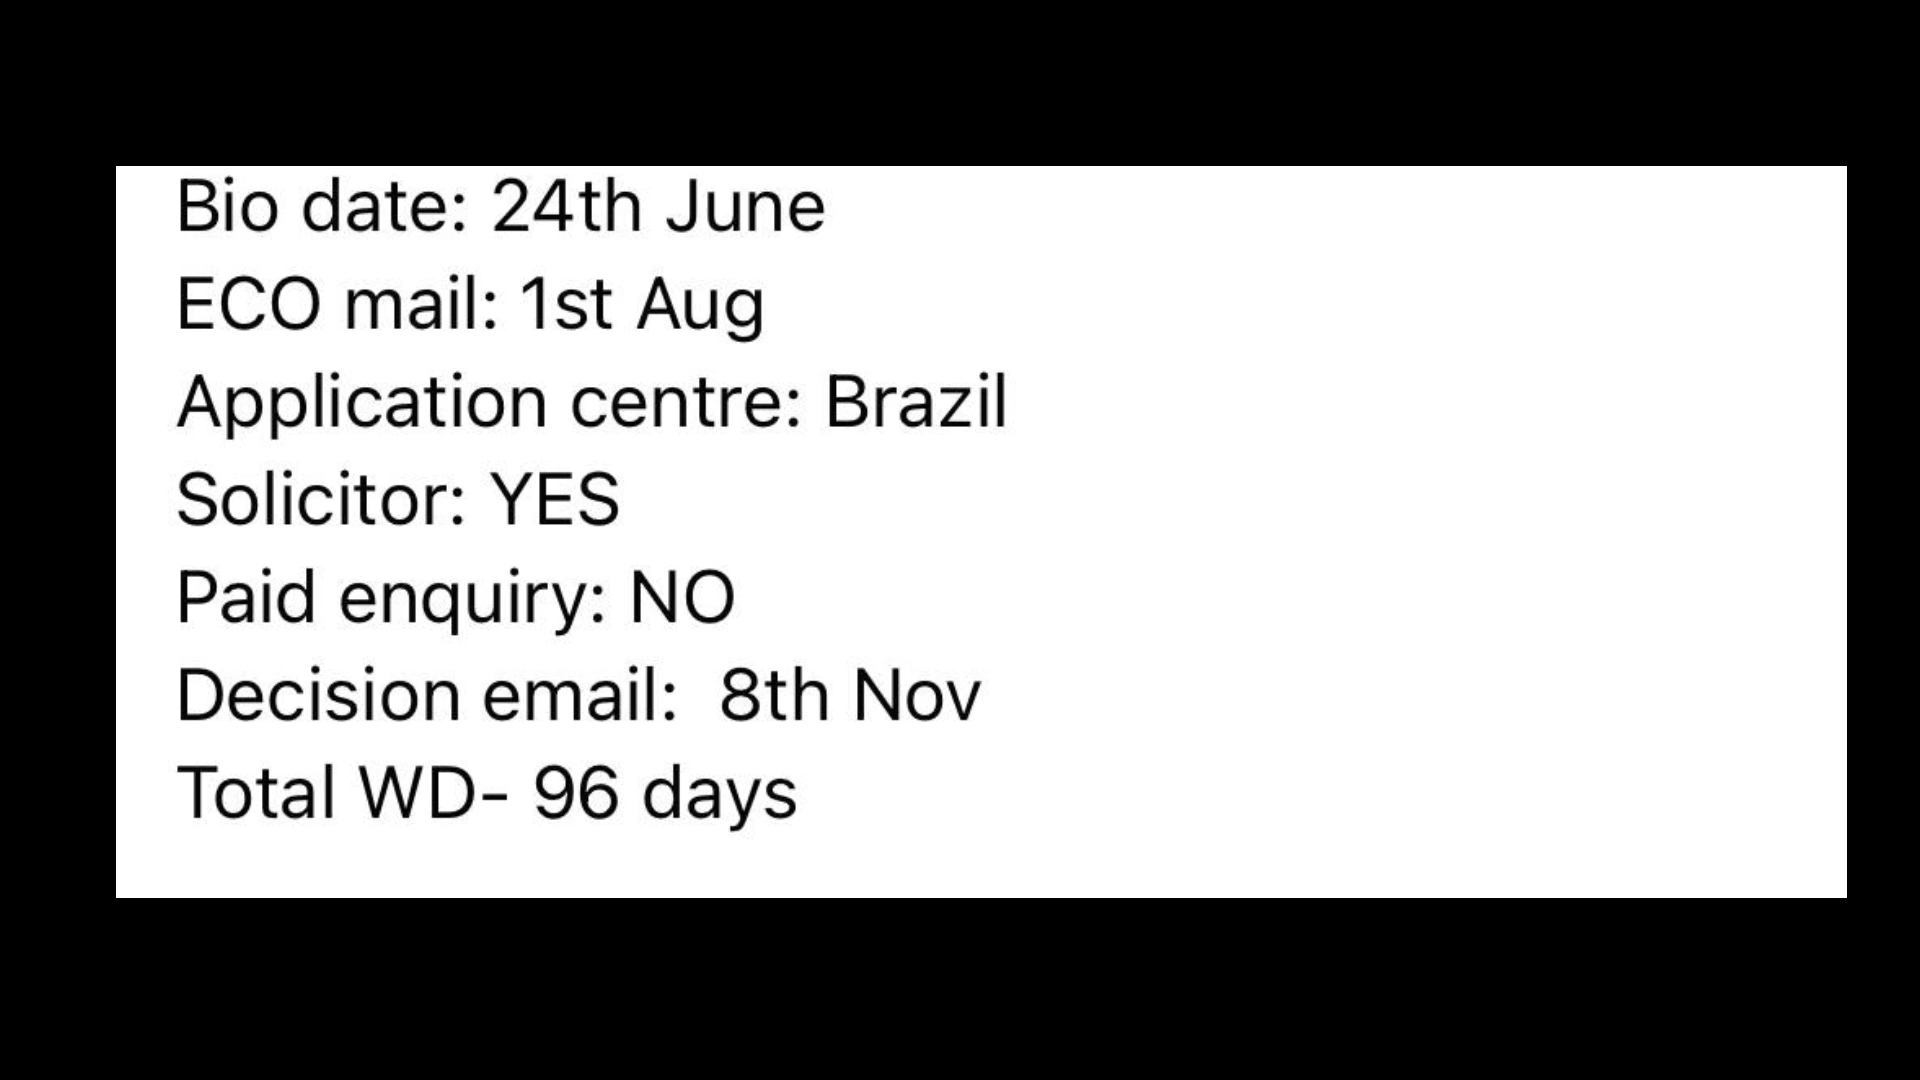 Bio date: 24th June
ECO mail: 1st Aug
Application centre: Brazil
Solicitor: YES
Paid enquiry: NO
Decision email:  8th Nov
Total WD- 96 days